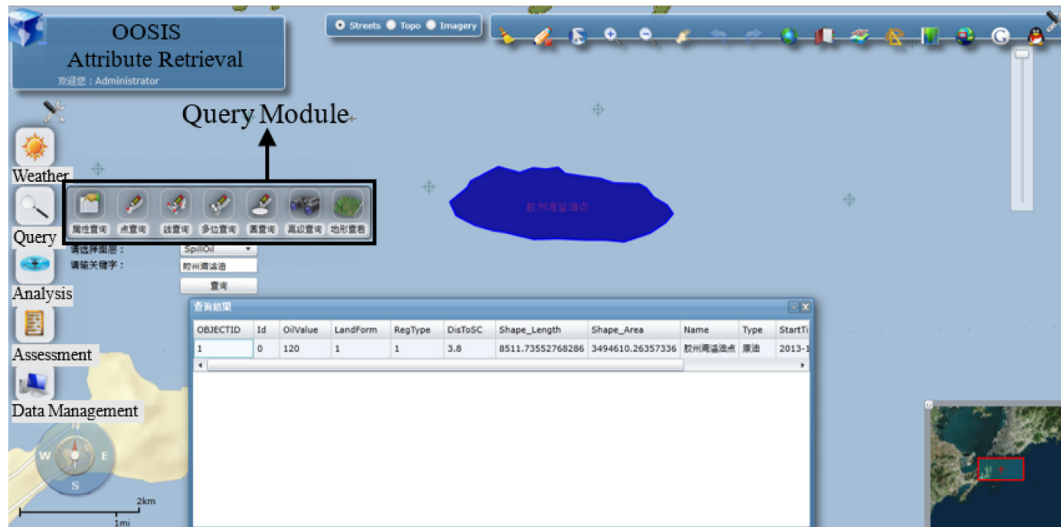 OOSIS
Attribute Retrieval
欢迎您：Administrator
Streets Topo Imagery
Query Module
Weather
属性查询 点查询 线查询 多边查询 面查询 高级查询 地形查看
Query
请选择图层： SpillOil
请输关键字： 胶州湾溢油
查询
Analysis
查询结果
OBJECTID Id OilValue LandForm RegType DisToSC Shape_Length Shape_Area Name Type StartTi
1 0 120 1 1 3.8 8511.73552768286 3494610.26357336 胶州湾溢油点 原油 2013-1
Assessment
Data Management
胶州湾溢油点
N
W E
S
2km
1mi